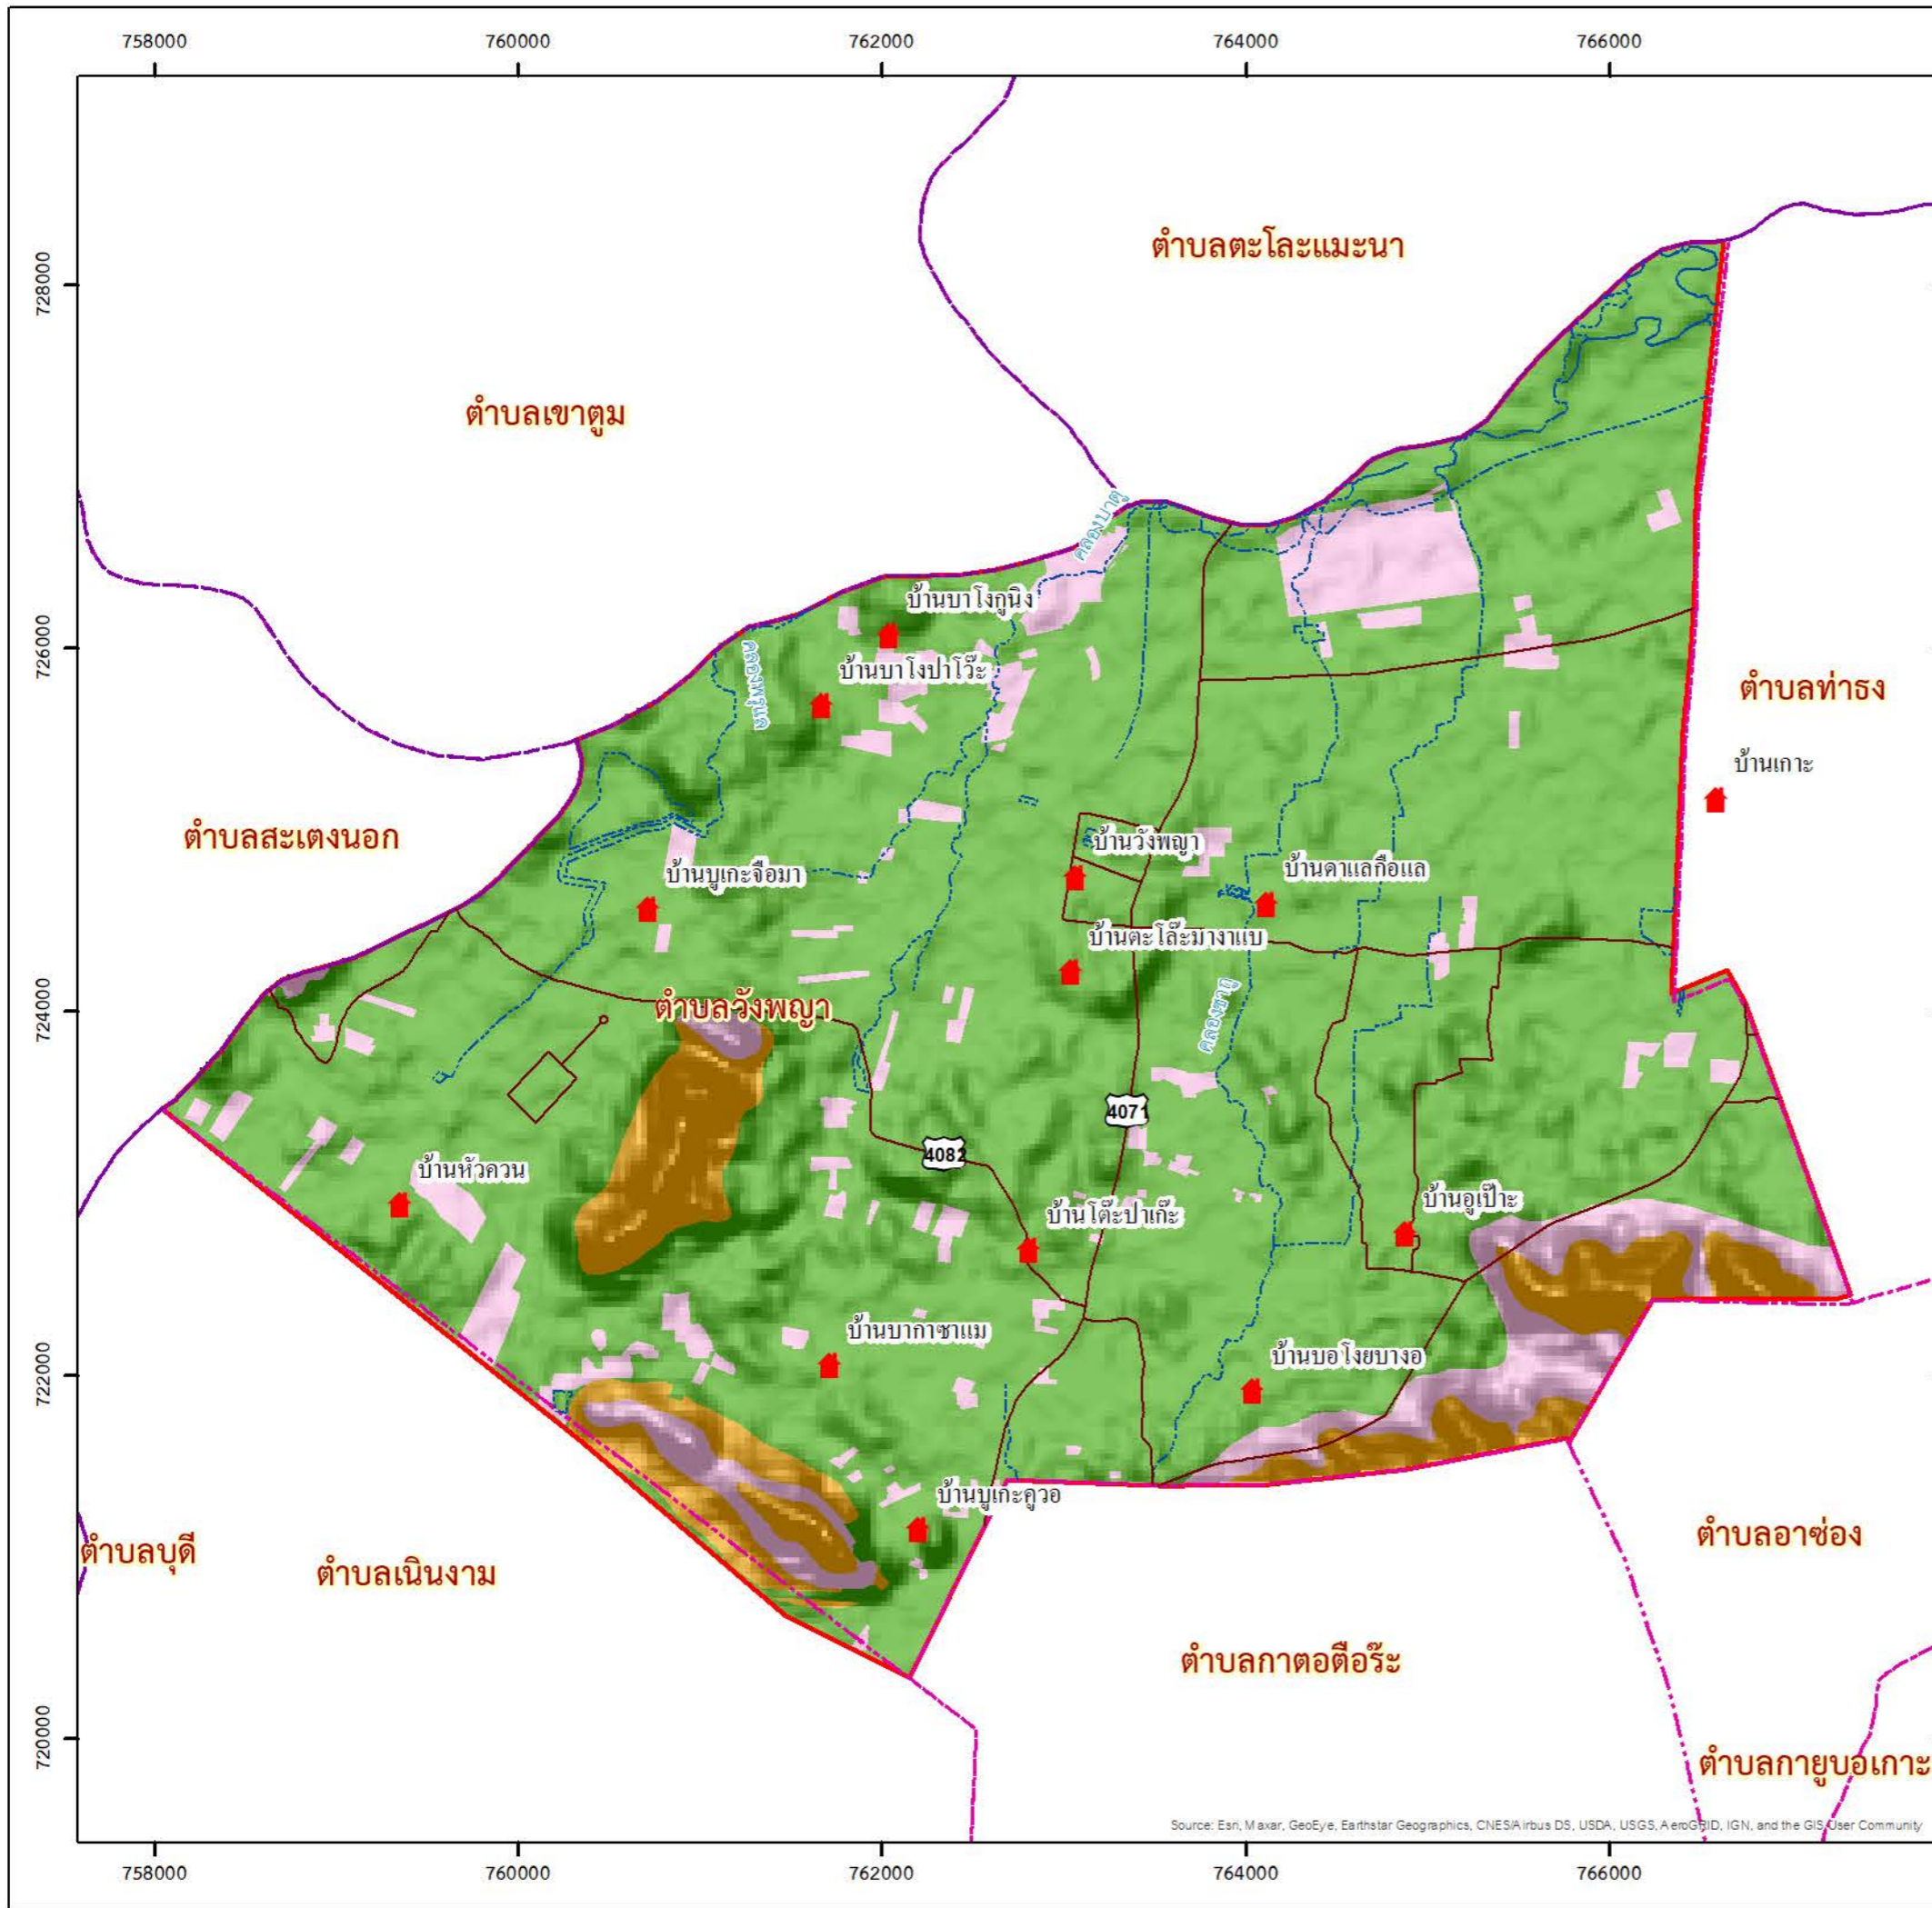 758000 760000 762000 764000 766000
728000
726000
724000
722000
720000
ตำบลตะโละแมะนา
ตำบลเขาตูม
คลองบาตู
บ้านบาโงกูนิง
บ้านบาโงปาโว๊ะ
ตำบลท่าธง
บ้านเกาะ
ตำบลสะเตงนอก
บ้านวังพญา
บ้านบูเกะจือมา
บ้านดาแลกือแล
บ้านตะโล๊ะมางาแบ
ตำบลวังพญา
4071
4082
บ้านหัวควน
บ้านอูเป๊าะ
บ้านโต๊ะปาเก๊ะ
บ้านบากาซาแม
บ้านบอโงยบางอ
บ้านบูเกะคูวอ
ตำบลอาซ่อง
ตำบลบุดี
ตำบลเนินงาม
ตำบลกาตอตือร๊ะ
ตำบลกายูบอเกาะ
Source: Esri, Maxar, GeoEye, Earthstar Geographics, CNES/Airbus DS, USDA, USGS, AeroGRID, IGN, and the GIS User Community
758000 760000 762000 764000 766000